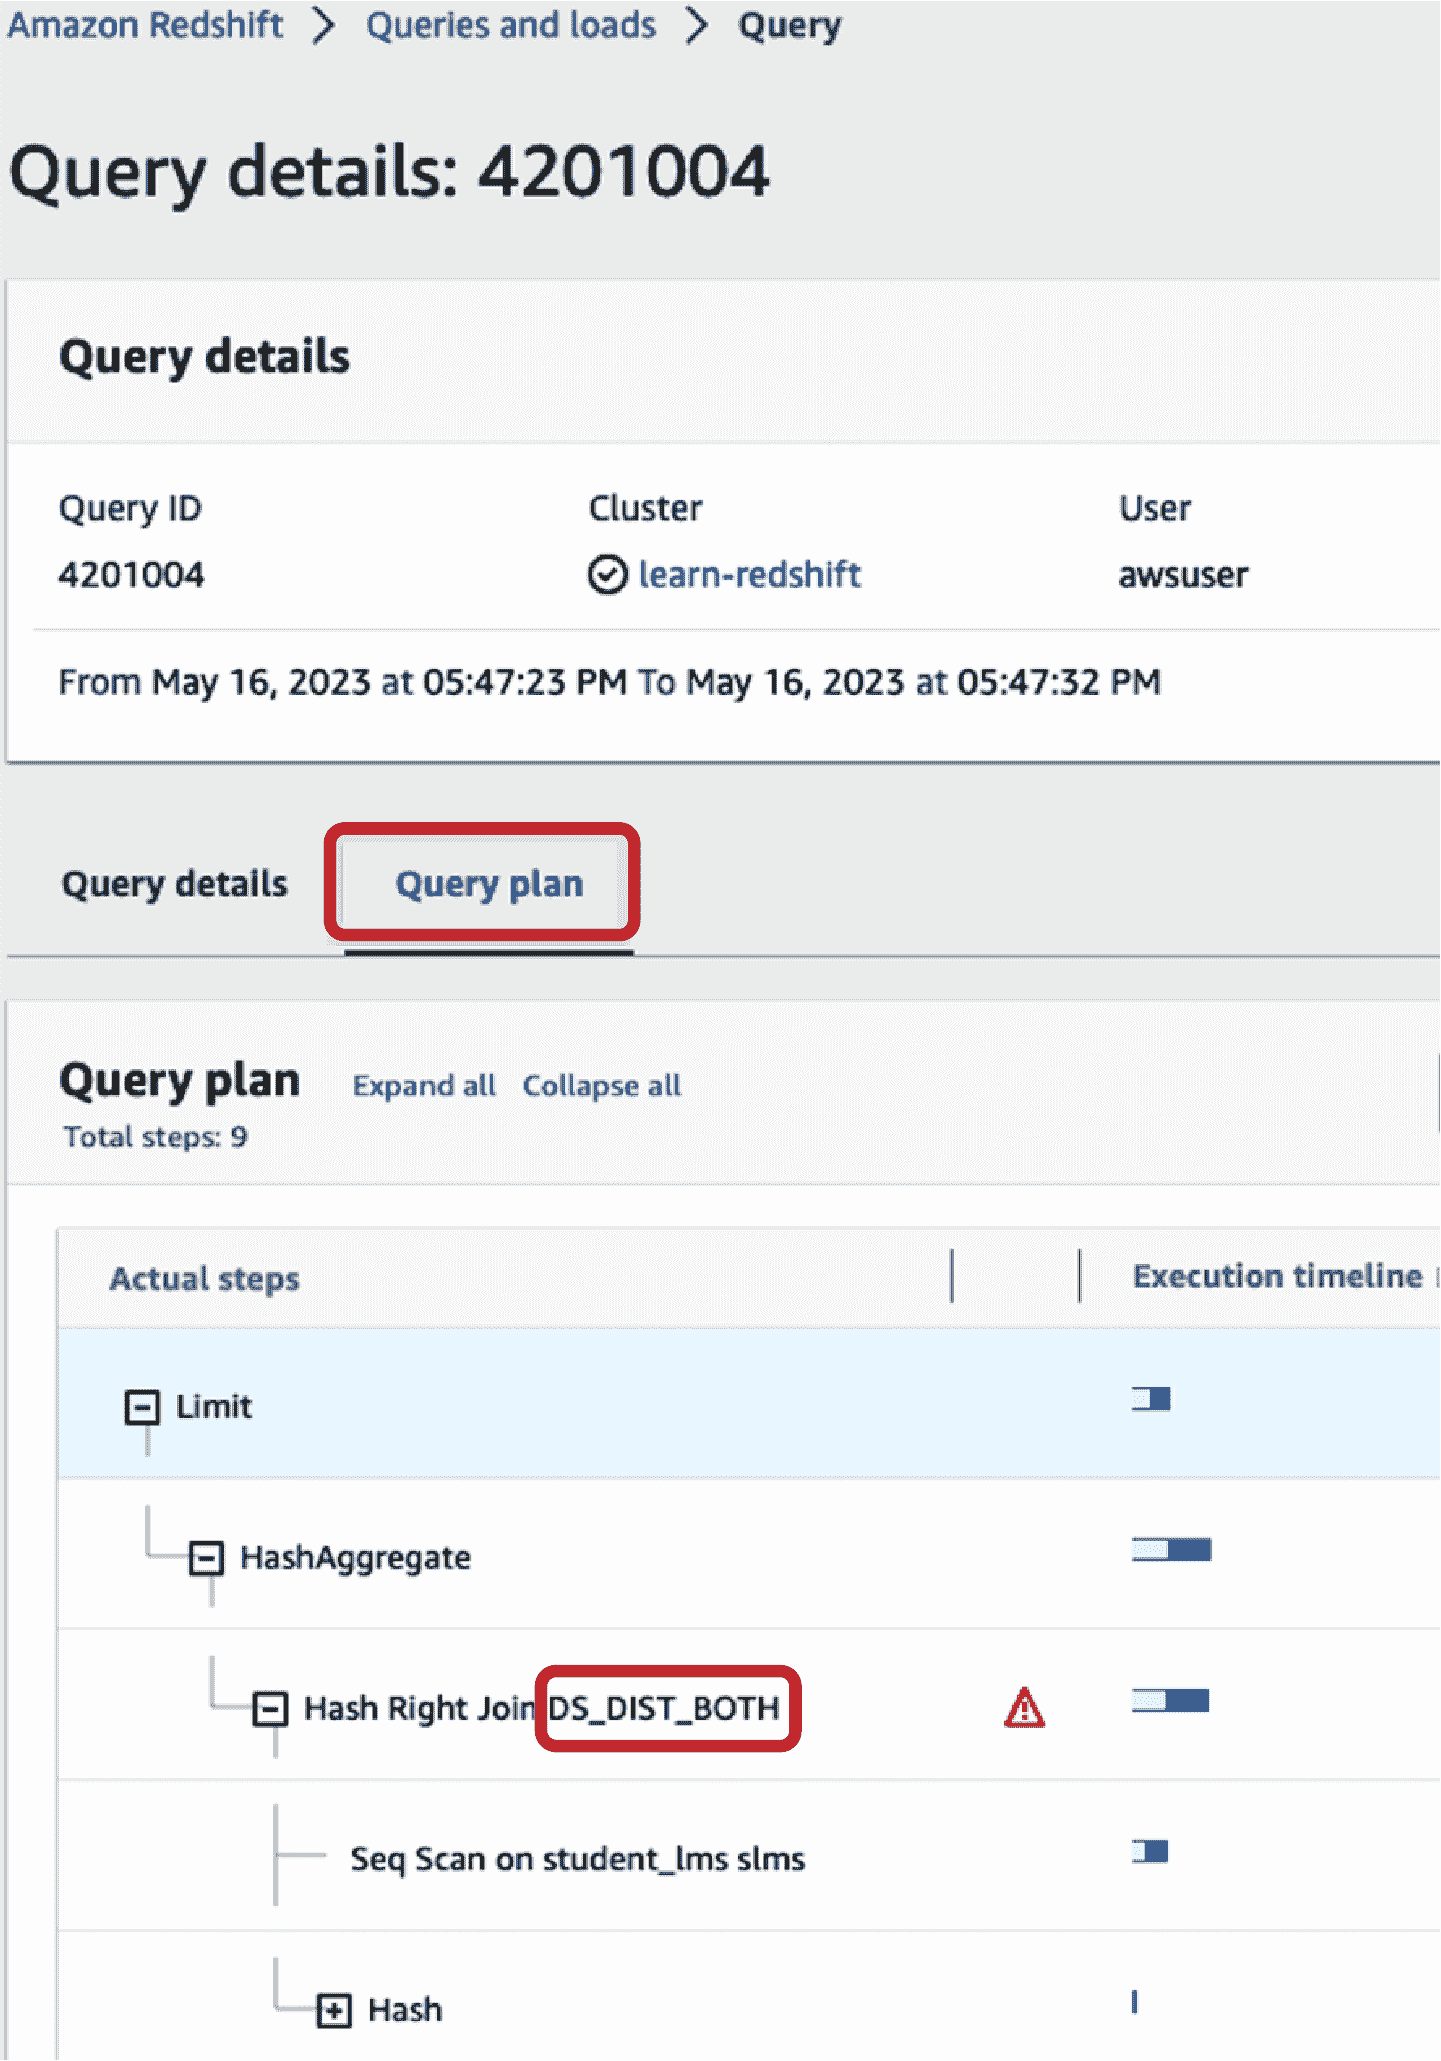 Amazon Redshift > Queries and loads > Query
Query details: 4201004
Query details
Query ID Cluster User
4201004 learn-redshift awsuser
From May 16, 2023 at 05:47:23 PM To May 16, 2023 at 05:47:32 PM
Query details Query plan
Query plan Expand all Collapse all
Total steps: 9
Actual steps Execution timeline
Limit
HashAggregate
Hash Right Join DS_DIST_BOTH
Seq Scan on student_lms slms
Hash